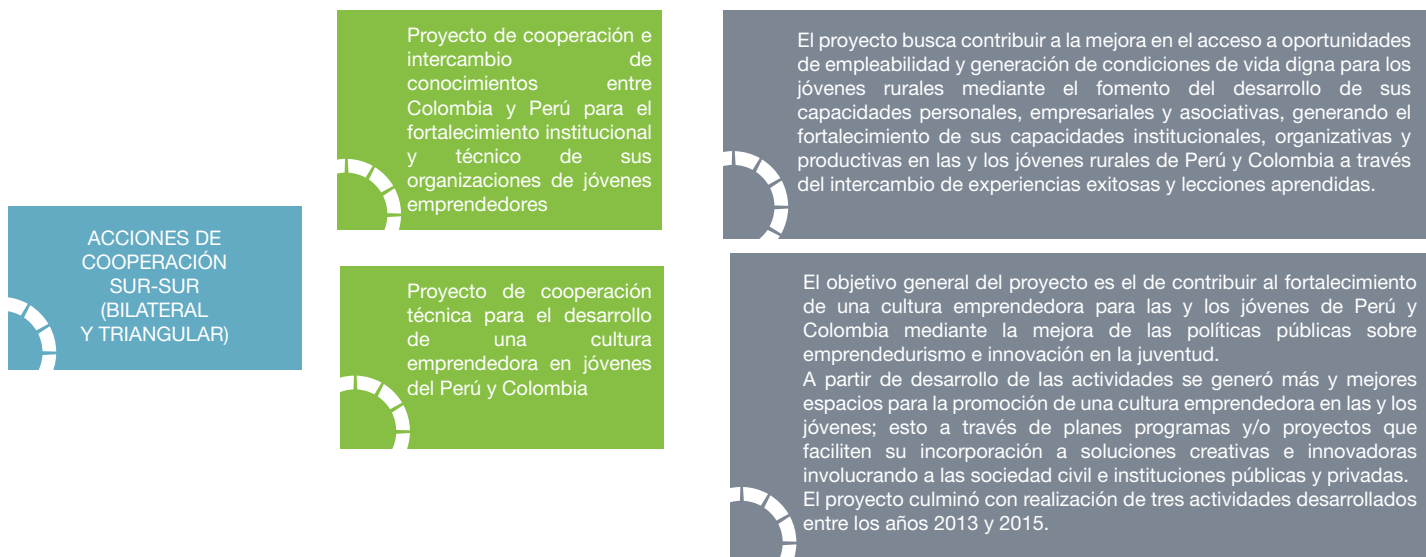 ACCIONES DE
COOPERACIÓN
SUR-SUR
(BILATERAL
Y TRIANGULAR)
Proyecto de cooperación e
intercambio de
conocimientos entre
Colombia y Perú para el
fortalecimiento institucional
y técnico de sus
organizaciones de jóvenes
emprendedores
El proyecto busca contribuir a la mejora en el acceso a oportunidades
de empleabilidad y generación de condiciones de vida digna para los
jóvenes rurales mediante el fomento del desarrollo de sus
capacidades personales, empresariales y asociativas, generando el
fortalecimiento de sus capacidades institucionales, organizativas y
productivas en las y los jóvenes rurales de Perú y Colombia a través
del intercambio de experiencias exitosas y lecciones aprendidas.
Proyecto de cooperación
técnica para el desarrollo
de una cultura
emprendedora en jóvenes
del Perú y Colombia
El objetivo general del proyecto es el de contribuir al fortalecimiento
de una cultura emprendedora para las y los jóvenes de Perú y
Colombia mediante la mejora de las políticas públicas sobre
emprendedurismo e innovación en la juventud.
A partir de desarrollo de las actividades se generó más y mejores
espacios para la promoción de una cultura emprendedora en las y los
jóvenes; esto a través de planes programas y/o proyectos que
faciliten su incorporación a soluciones creativas e innovadoras
involucrando a las sociedad civil e instituciones públicas y privadas.
El proyecto culminó con realización de tres actividades desarrollados
entre los años 2013 y 2015.